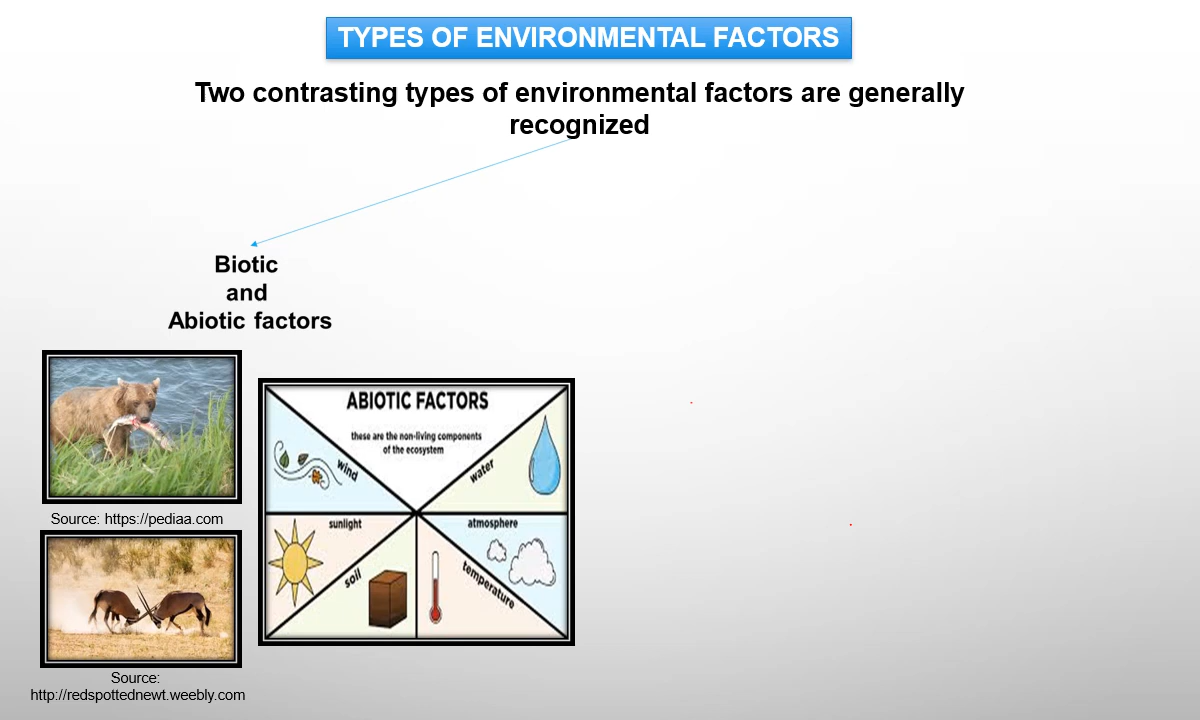 TYPES OF ENVIRONMENTAL FACTORS
Two contrasting types of environmental factors are generally
recognized
Biotic
and
Abiotic factors
Source: https://pediaa.com
Source:
http://redspottednewt.weebly.com
ABIOTIC FACTORS
these are the non-living components
of the ecosystem
wind
water
sunlight
atmosphere
soil
temperature